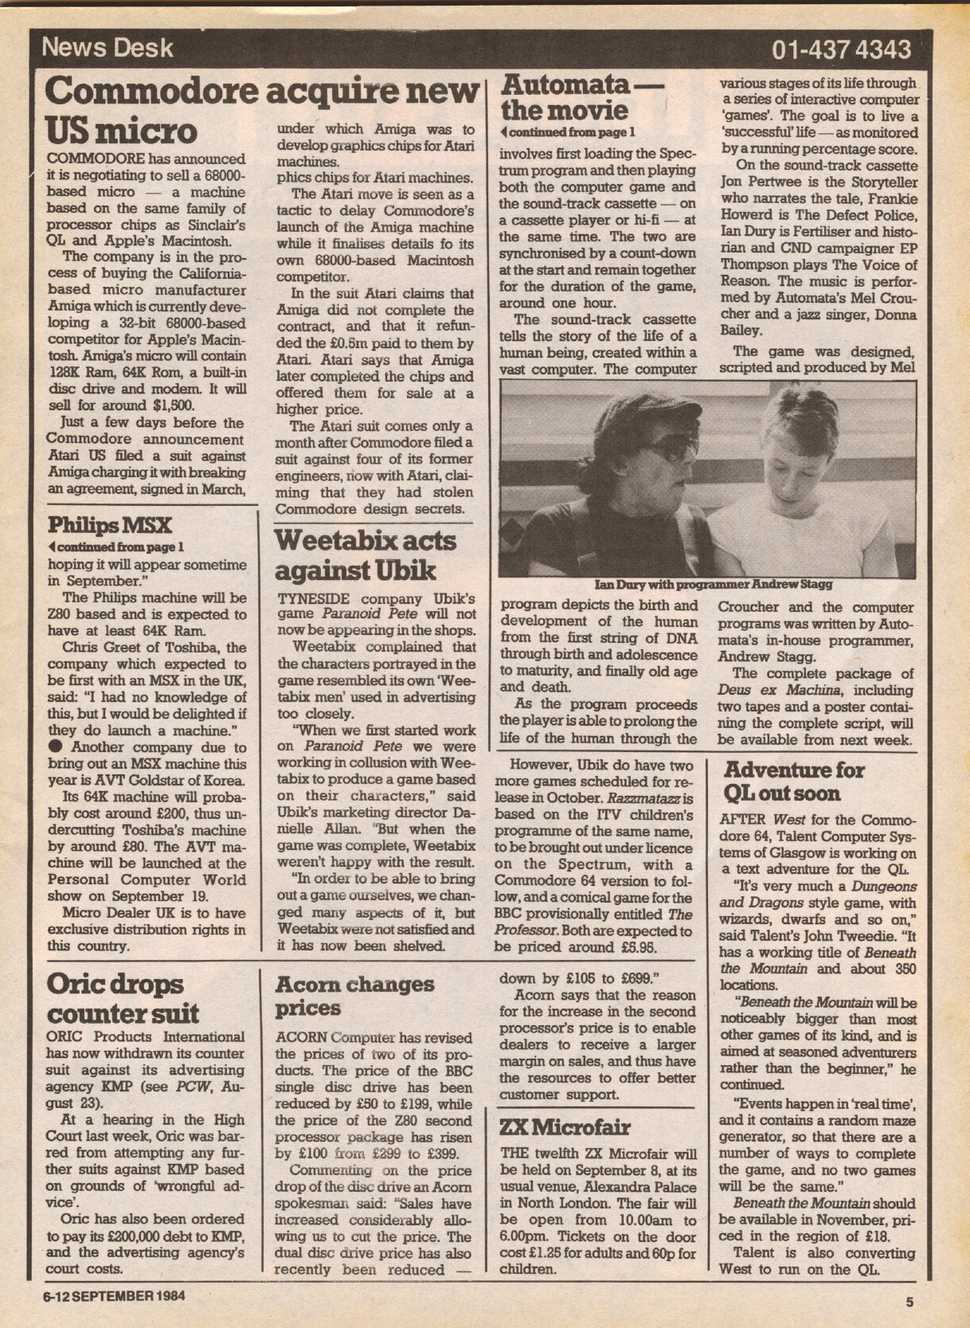 News Desk
01-437 4343
Commodore acquire new
US micro
COMMODORE has announced
it is negotiating to sell a 68000-
based micro — a machine
based on the same family of
processor chips as Sinclair's
QL and Apple's Macintosh.
The company is in the pro-
cess of buying the California-
based micro manufacturer
Amiga which is currently deve-
loping a 32-bit 68000-based
competitor for Apple's Macin-
tosh. Amiga's micro will contain
128K Ram, 64K Rom, a built-in
disc drive and modem. It will
sell for around $1,500.
Just a few days before the
Commodore announcement
Atari US filed a suit against
Amiga charging it with breaking
an agreement, signed in March,
under which Amiga was to
develop graphics chips for Atari
machines.
phics chips for Atari machines.
The Atari move is seen as a
tactic to delay Commodore's
launch of the Amiga machine
while it finalises details fo its
own 68000-based Macintosh
competitor.
In the suit Atari claims that
Amiga did not complete the
contract, and that it refun-
ded the £0.5m paid to them by
Atari. Atari says that Amiga
later completed the chips and
offered them for sale at a
higher price.
The Atari suit comes only a
month after Commodore filed a
suit against four of its former
engineers, now with Atari, clai-
ming that they had stolen
Commodore design secrets.
Automata —
the movie
◀ continued from page 1
involves first loading the Spec-
trum program and then playing
both the computer game and
the sound-track cassette — on
a cassette player or hi-fi — at
the same time. The two are
synchronised by a count-down
at the start and remain together
for the duration of the game,
around one hour.
The sound-track cassette
tells the story of the life of a
human being, created within a
vast computer. The computer
program depicts the birth and
development of the human
from the first string of DNA
through birth and adolescence
to maturity, and finally old age
and death.
As the program proceeds
the player is able to prolong the
life of the human through the
various stages of its life through
a series of interactive computer
'games'. The goal is to live a
'successful' life — as monitored
by a running percentage score.
On the sound-track cassette
Jon Pertwee is the Storyteller
who narrates the tale, Frankie
Howerd is The Defect Police,
Ian Dury is Fertiliser and histo-
rian and CND campaigner EP
Thompson plays The Voice of
Reason. The music is perfor-
med by Automata's Mel Crou-
cher and a jazz singer, Donna
Bailey.
The game was designed,
scripted and produced by Mel
Ian Dury with programmer Andrew Stagg
Croucher and the computer
programs was written by Auto-
mata's in-house programmer,
Andrew Stagg.
The complete package of
Deus ex Machina, including
two tapes and a poster contai-
ning the complete script, will
be available from next week.
Philips MSX
◀ continued from page 1
hoping it will appear sometime
in September."
The Philips machine will be
Z80 based and is expected to
have at least 64K Ram.
Chris Greet of Toshiba, the
company which expected to
be first with an MSX in the UK,
said: "I had no knowledge of
this, but I would be delighted if
they do launch a machine."
● Another company due to
bring out an MSX machine this
year is AVT Goldstar of Korea.
Its 64K machine will proba-
bly cost around £200, thus un-
dercutting Toshiba's machine
by around £80. The AVT ma-
chine will be launched at the
Personal Computer World
show on September 19.
Micro Dealer UK is to have
exclusive distribution rights in
this country.
Weetabix acts
against Ubik
TYNESIDE company Ubik's
game Paranoid Pete will not
now be appearing in the shops.
Weetabix complained that
the characters portrayed in the
game resembled its own 'Wee-
tabix men' used in advertising
too closely.
"When we first started work
on Paranoid Pete we were
working in collusion with Wee-
tabix to produce a game based
on their characters," said
Ubik's marketing director Da-
nielle Allan. "But when the
game was complete, Weetabix
weren't happy with the result.
"In order to be able to bring
out a game ourselves, we chan-
ged many aspects of it, but
Weetabix were not satisfied and
it has now been shelved.
However, Ubik do have two
more games scheduled for re-
lease in October. Razzmatazz is
based on the ITV children's
programme of the same name,
to be brought out under licence
on the Spectrum, with a
Commodore 64 version to fol-
low, and a comical game for the
BBC provisionally entitled The
Professor. Both are expected to
be priced around £5.95.
Adventure for
QL out soon
AFTER West for the Commo-
dore 64, Talent Computer Sys-
tems of Glasgow is working on
a text adventure for the QL.
"It's very much a Dungeons
and Dragons style game, with
wizards, dwarfs and so on,"
said Talent's John Tweedie. "It
has a working title of Beneath
the Mountain and about 350
locations.
"Beneath the Mountain will be
noticeably bigger than most
other games of its kind, and is
aimed at seasoned adventurers
rather than the beginner," he
continued.
"Events happen in 'real time',
and it contains a random maze
generator, so that there are a
number of ways to complete
the game, and no two games
will be the same."
Beneath the Mountain should
be available in November, pri-
ced in the region of £18.
Talent is also converting
West to run on the QL.
Oric drops
counter suit
ORIC Products International
has now withdrawn its counter
suit against its advertising
agency KMP (see PCW, Au-
gust 23).
At a hearing in the High
Court last week, Oric was bar-
red from attempting any fur-
ther suits against KMP based
on grounds of 'wrongful ad-
vice'.
Oric has also been ordered
to pay its £200,000 debt to KMP,
and the advertising agency's
court costs.
Acorn changes
prices
ACORN Computer has revised
the prices of two of its pro-
ducts. The price of the BBC
single disc drive has been
reduced by £50 to £199, while
the price of the Z80 second
processor package has risen
by £100 from £299 to £399.
Commenting on the price
drop of the disc drive an Acorn
spokesman said: "Sales have
increased considerably allo-
wing us to cut the price. The
dual disc drive price has also
recently been reduced —
down by £105 to £699."
Acorn says that the reason
for the increase in the second
processor's price is to enable
dealers to receive a larger
margin on sales, and thus have
the resources to offer better
customer support.
ZX Microfair
THE twelfth ZX Microfair will
be held on September 8, at its
usual venue, Alexandra Palace
in North London. The fair will
be open from 10.00am to
6.00pm. Tickets on the door
cost £1.25 for adults and 60p for
children.
6-12 SEPTEMBER 1984
5